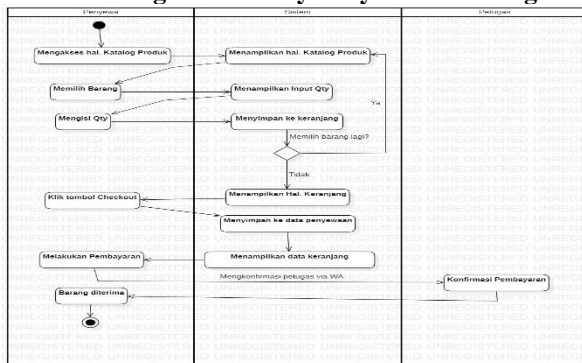 Penyewa Sistem Petugas
Mengakses hal. Katalog Produk Menampilkan hal. Katalog Produk
Memilih Barang Menampilkan Input Qty
Ya
Mengisi Qty Menyimpan ke keranjang
Memilih barang lagi?
Tidak
Menampilkan Hal. Keranjang
Klik tombol Checkout
Menyimpan ke data penyewaan
Melakukan Pembayaran Menampilkan data keranjang
Mengkonfirmasi petugas via WA
Konfirmasi Pembayaran
Barang diterima